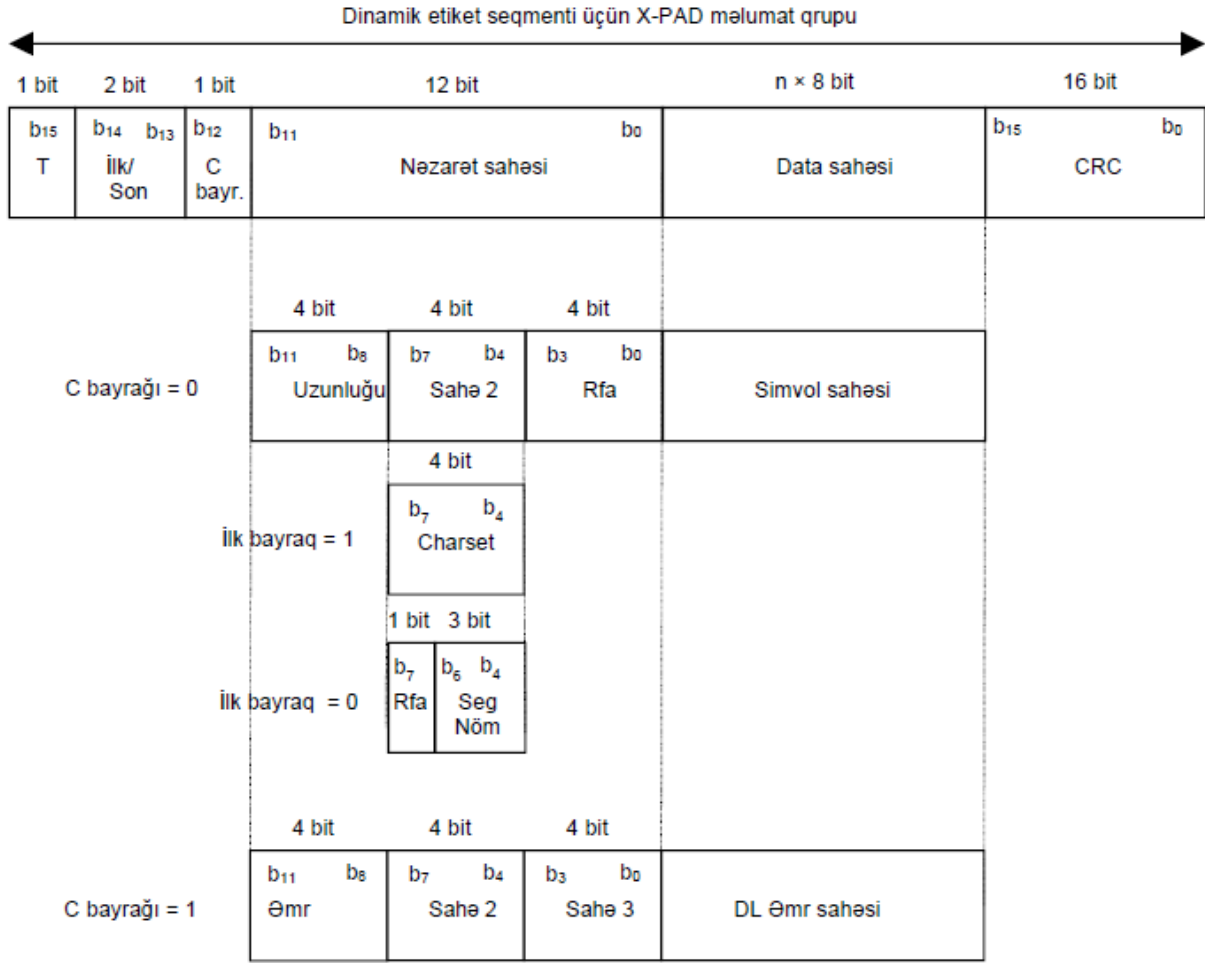 Dinamik etiket seqmenti üçün X-PAD məlumat qrupu
1 bit 2 bit 1 bit 12 bit n × 8 bit 16 bit
b15 b14 b13 b12 b11 b0 b15 b0
T İlk/ Son C bayr. Nəzarət sahəsi Data sahəsi CRC
4 bit 4 bit 4 bit
b11 b8 b7 b4 b3 b0
C bayrağı = 0 Uzunluğu Sahə 2 Rfa Simvol sahəsi
4 bit
b7 b4
İlk bayraq = 1 Charset
1 bit 3 bit
b7 b6 b4
İlk bayraq = 0 Rfa Seg
Nöm
4 bit 4 bit 4 bit
b11 b8 b7 b4 b3 b0
C bayrağı = 1 Əmr Sahə 2 Sahə 3 DL Əmr sahəsi